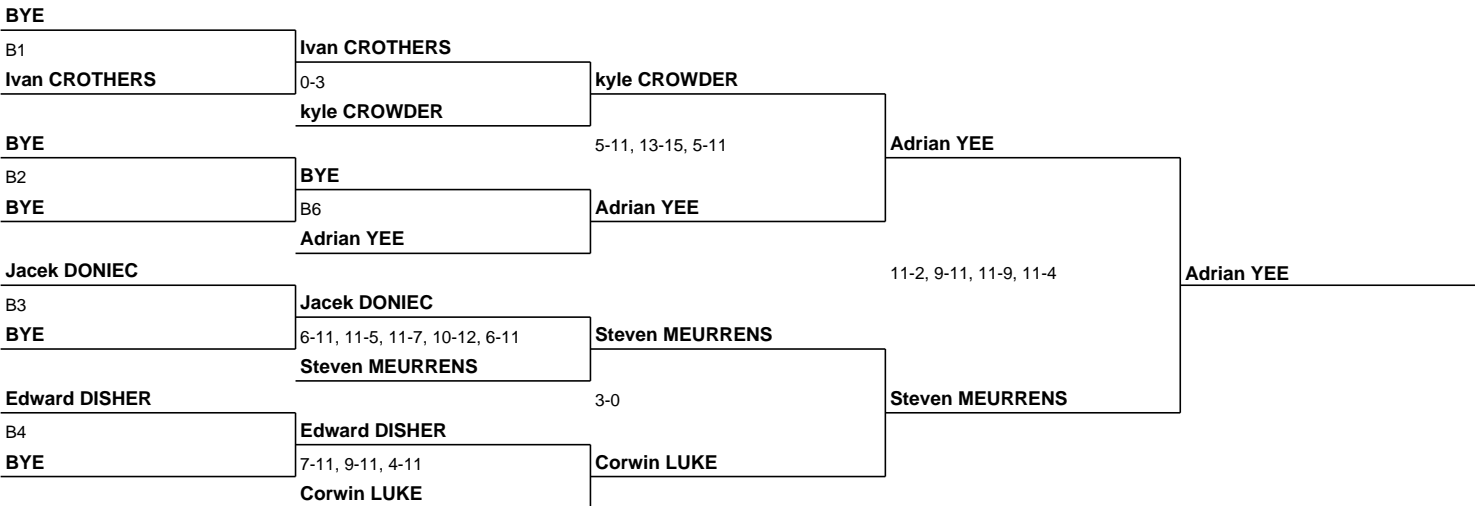 BYE
B1
Ivan CROTHERS
Ivan CROTHERS
0-3
kyle CROWDER
kyle CROWDER
BYE
B2
BYE
BYE
B6
Adrian YEE
5-11, 13-15, 5-11
Adrian YEE
Adrian YEE
Jacek DONIEC
B3
BYE
Jacek DONIEC
6-11, 11-5, 11-7, 10-12, 6-11
Steven MEURRENS
Steven MEURRENS
Edward DISHER
B4
BYE
Edward DISHER
7-11, 9-11, 4-11
Corwin LUKE
3-0
Corwin LUKE
Steven MEURRENS
11-2, 9-11, 11-9, 11-4
Adrian YEE